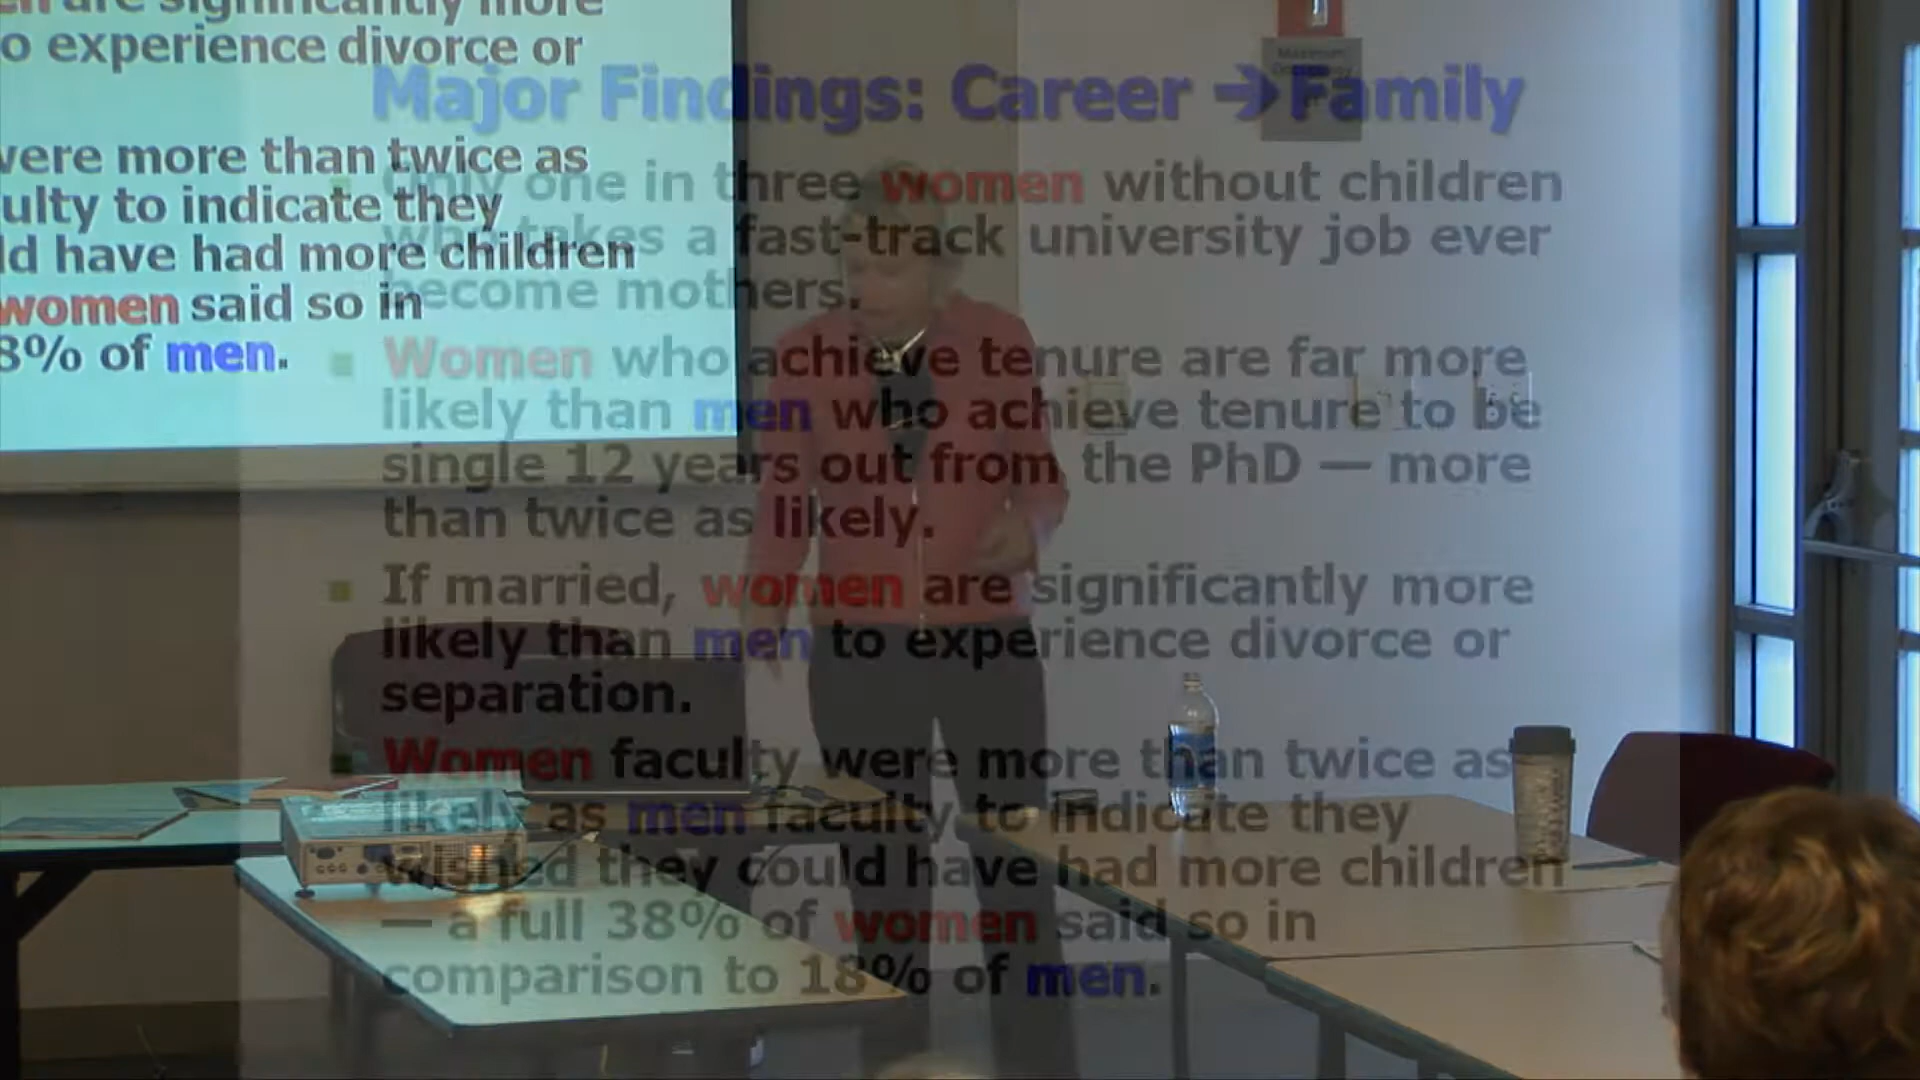 en are significantly more
o experience divorce or
were more than twice as
ulty to indicate they
ld have had more children
women said so in
8% of men.
Maximum
Major Findings: Career → Family
Only one in three women without children
who takes a fast-track university job ever
become mothers.
Women who achieve tenure are far more
likely than men who achieve tenure to be
single 12 years out from the PhD — more
than twice as likely.
If married, women are significantly more
likely than men to experience divorce or
separation.
Women faculty were more than twice as
likely as men faculty to indicate they
wished they could have had more children
— a full 38% of women said so in
comparison to 18% of men.